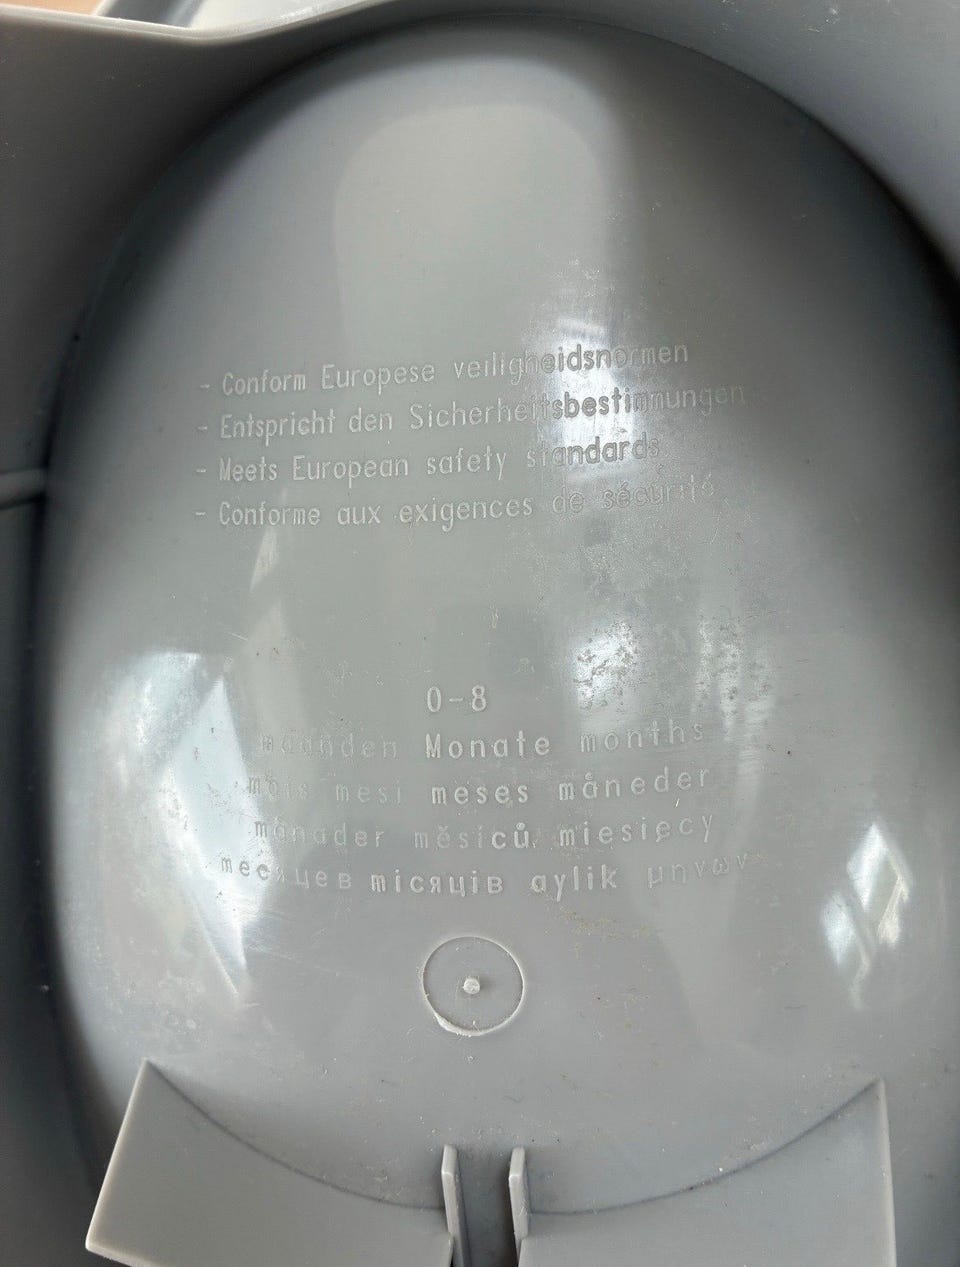 - Conform Europese veiligheidsnormen
- Entspricht den Sicherheitsbestimmungen
- Meets European safety standards
- Conforme aux exigences de sécurité
0-8
maanden Monate months
mois mesi meses måneder
månader měsíců miesięcy
месяцев місяців aylik μηνων